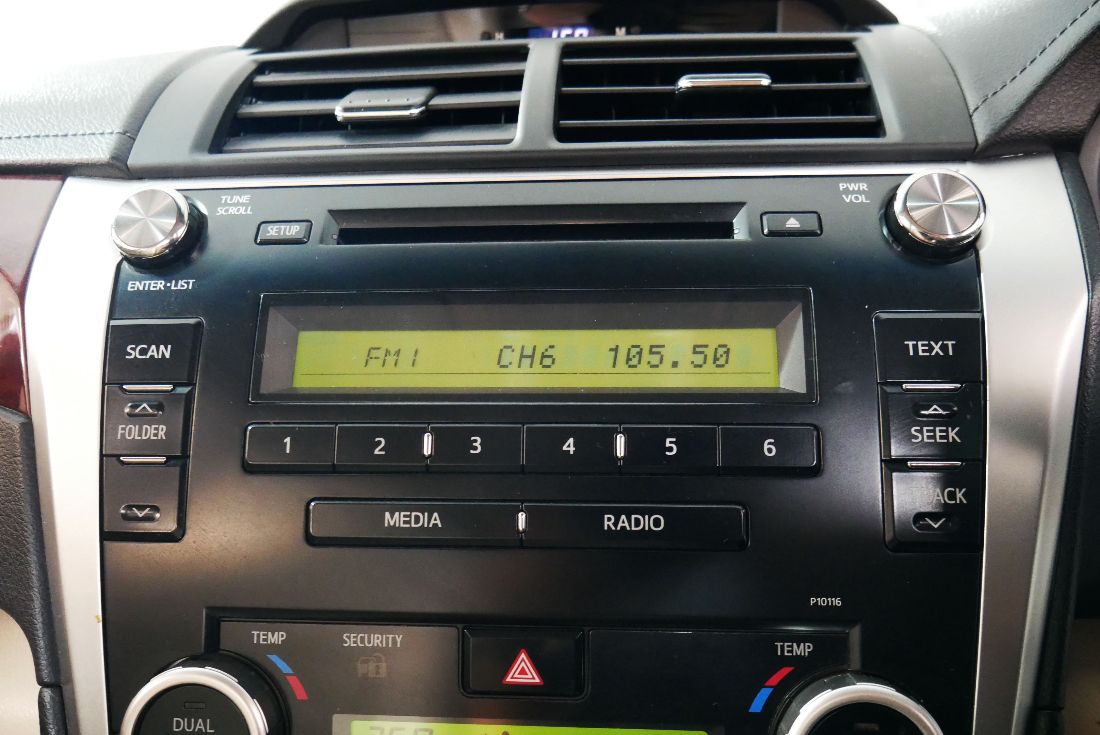 TUNE
SCROLL
PWR
VOL
SETUP
ENTER•LIST
SCAN
FM1 CH6 105.50
TEXT
FOLDER
1 2 3 4 5 6
SEEK
TRACK
MEDIA RADIO
P10116
TEMP
SECURITY
TEMP
DUAL